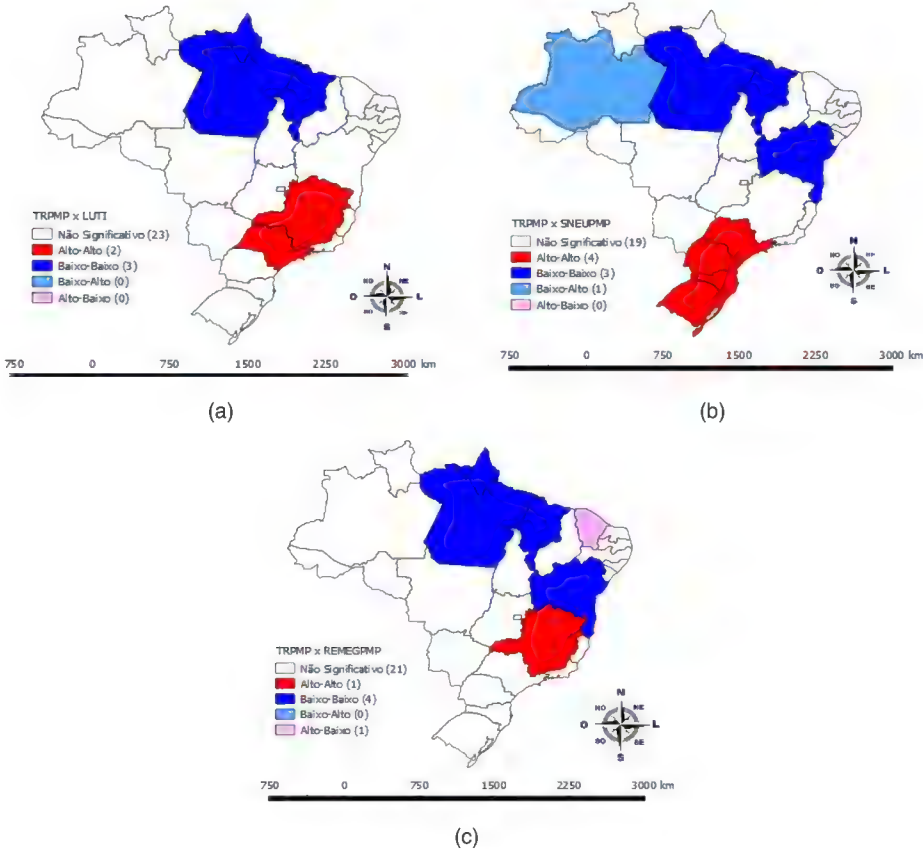 TRPMP x LUTI
Não Significativo (23)
Alto-Alto (2)
Baixo-Baixo (3)
Baixo-Alto (0)
Alto-Baixo (0)
N
NE
O
L
S
750 0 750 1500 2250 3000 km
(a)
TRPMP x SNEUPMP
Não Significativo (19)
Alto-Alto (4)
Baixo-Baixo (3)
Baixo-Alto (1)
Alto-Baixo (0)
N
O
L
S
750 0 750 1500 2250 3000 km
(b)
TRPMP x REMEGPMP
Não Significativo (21)
Alto-Alto (1)
Baixo-Baixo (4)
Baixo-Alto (0)
Alto-Baixo (1)
N
NO NE
O L
SO SE
S
750 0 750 1500 2250 3000 km
(c)